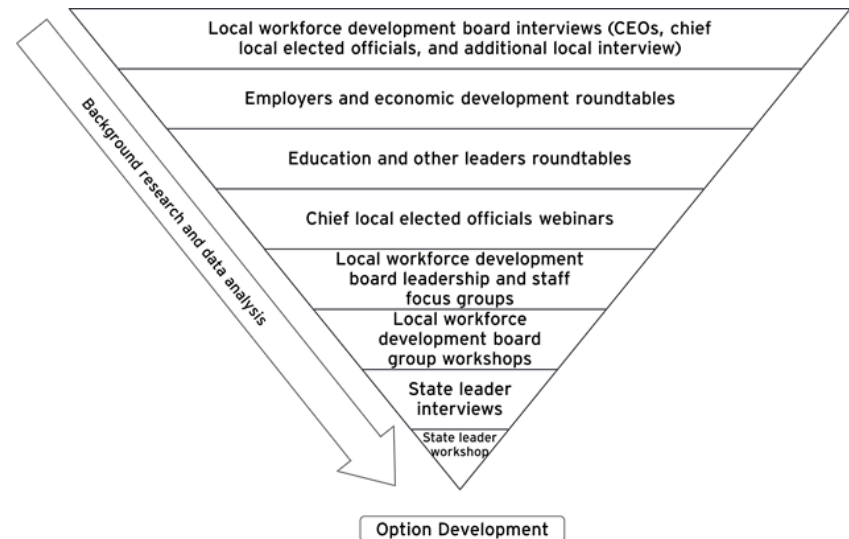 Local workforce development board interviews (CEOs, chief
local elected officials, and additional local interview)
Employers and economic development roundtables
Education and other leaders roundtables
Chief local elected officials webinars
Local workforce development
board leadership and staff
focus groups
Local workforce
development board
group workshops
State leader
interviews
State leader
workshop
Background research and data analysis
Option Development